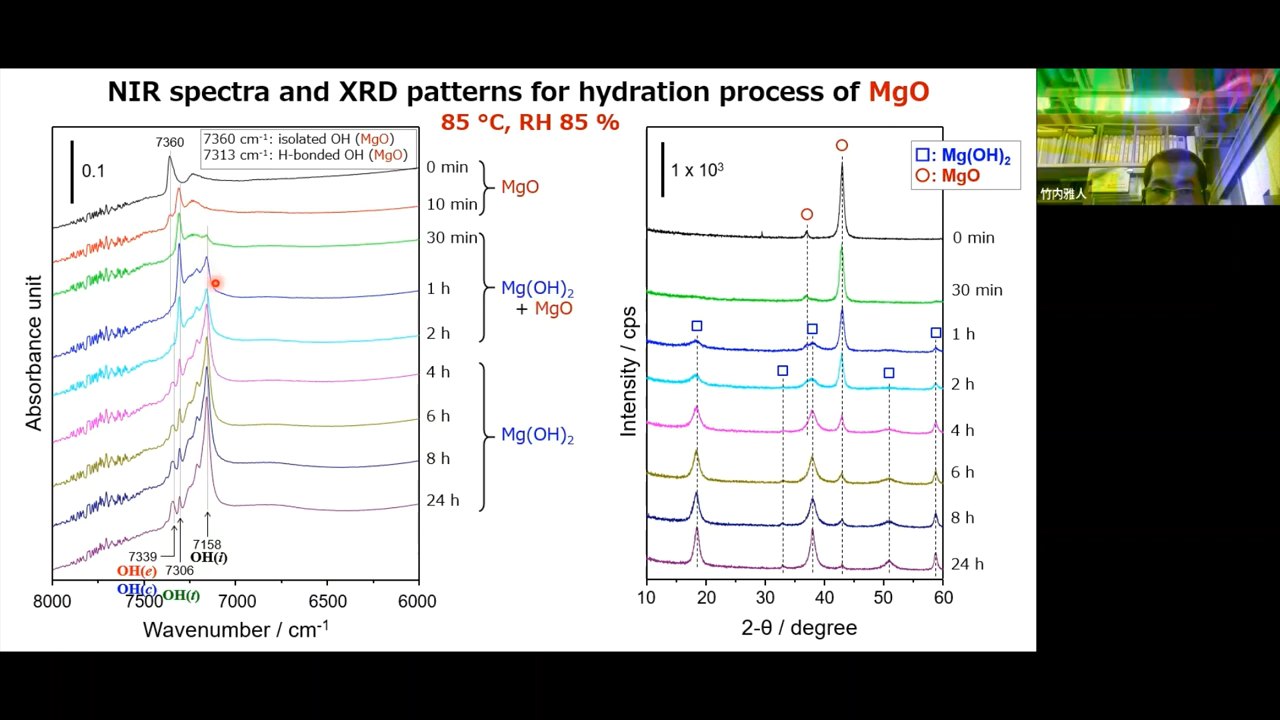 NIR spectra and XRD patterns for hydration process of MgO
85 °C, RH 85 %
7360
7360 cm⁻¹: isolated OH (MgO)
7313 cm⁻¹: H-bonded OH (MgO)
0.1
0 min
10 min
MgO
30 min
1 h
2 h
Mg(OH)₂
+ MgO
4 h
6 h
8 h
24 h
Mg(OH)₂
7339
7306
7158
OH(e)
OH(c)
OH(f)
OH(i)
8000
7500
7000
6500
6000
Wavenumber / cm⁻¹
Absorbance unit
1 x 10³
□: Mg(OH)₂
○: MgO
0 min
30 min
1 h
2 h
4 h
6 h
8 h
24 h
10
20
30
40
50
60
2-θ / degree
Intensity / cps
竹内雅人